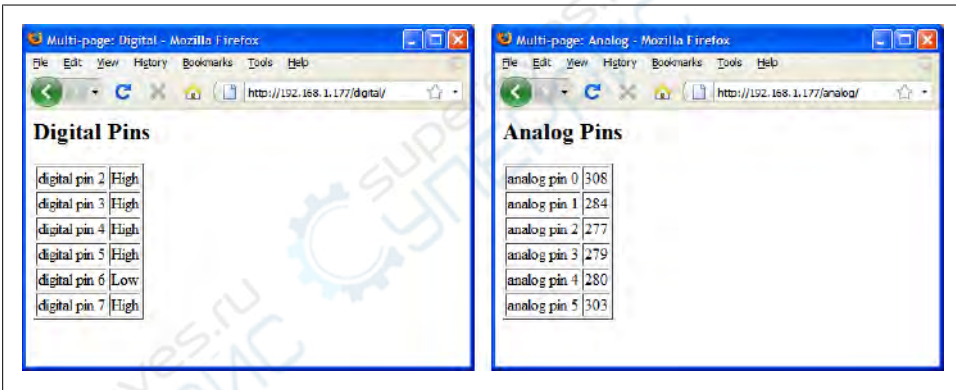 Multi-page: Digital - Mozilla Firefox
File Edit View History Bookmarks Tools Help
http://192.168.1.177/digital/
Digital Pins
digital pin 2 High
digital pin 3 High
digital pin 4 High
digital pin 5 High
digital pin 6 Low
digital pin 7 High
Multi-page: Analog - Mozilla Firefox
File Edit View History Bookmarks Tools Help
http://192.168.1.177/analog/
Analog Pins
analog pin 0 308
analog pin 1 284
analog pin 2 277
analog pin 3 279
analog pin 4 280
analog pin 5 303